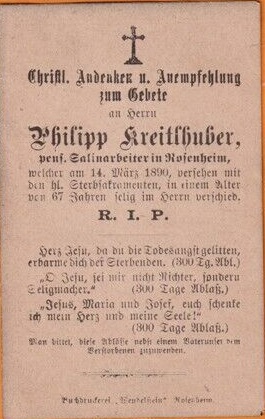 Christl. Andenken u. Anempfehlung
zum Gebete
an Herrn
Philipp Kreitlhuber,
pens. Salinarbeiter in Rosenheim,
welcher am 14. März 1890, versehen mit
den hl. Sterbsakramenten, in einem Alter
von 67 Jahren selig im Herrn verschied.
R. I. P.
Herz Jesu, da du die Todesangst gelitten,
erbarme dich der Sterbenden. (300 Tg. Abl.)
„O Jesu, sei mir nicht Richter, sondern
Seligmacher.“ (300 Tage Ablaß.)
„Jesus, Maria und Josef, euch schenke
ich mein Herz und meine Seele!“
(300 Tage Ablaß.)
Man bittet, diese Ablässe nebst einem Vaterunser dem
Verstorbenen zuzuwenden.
Buchdruckerei „Wendelstein“ Rosenheim.